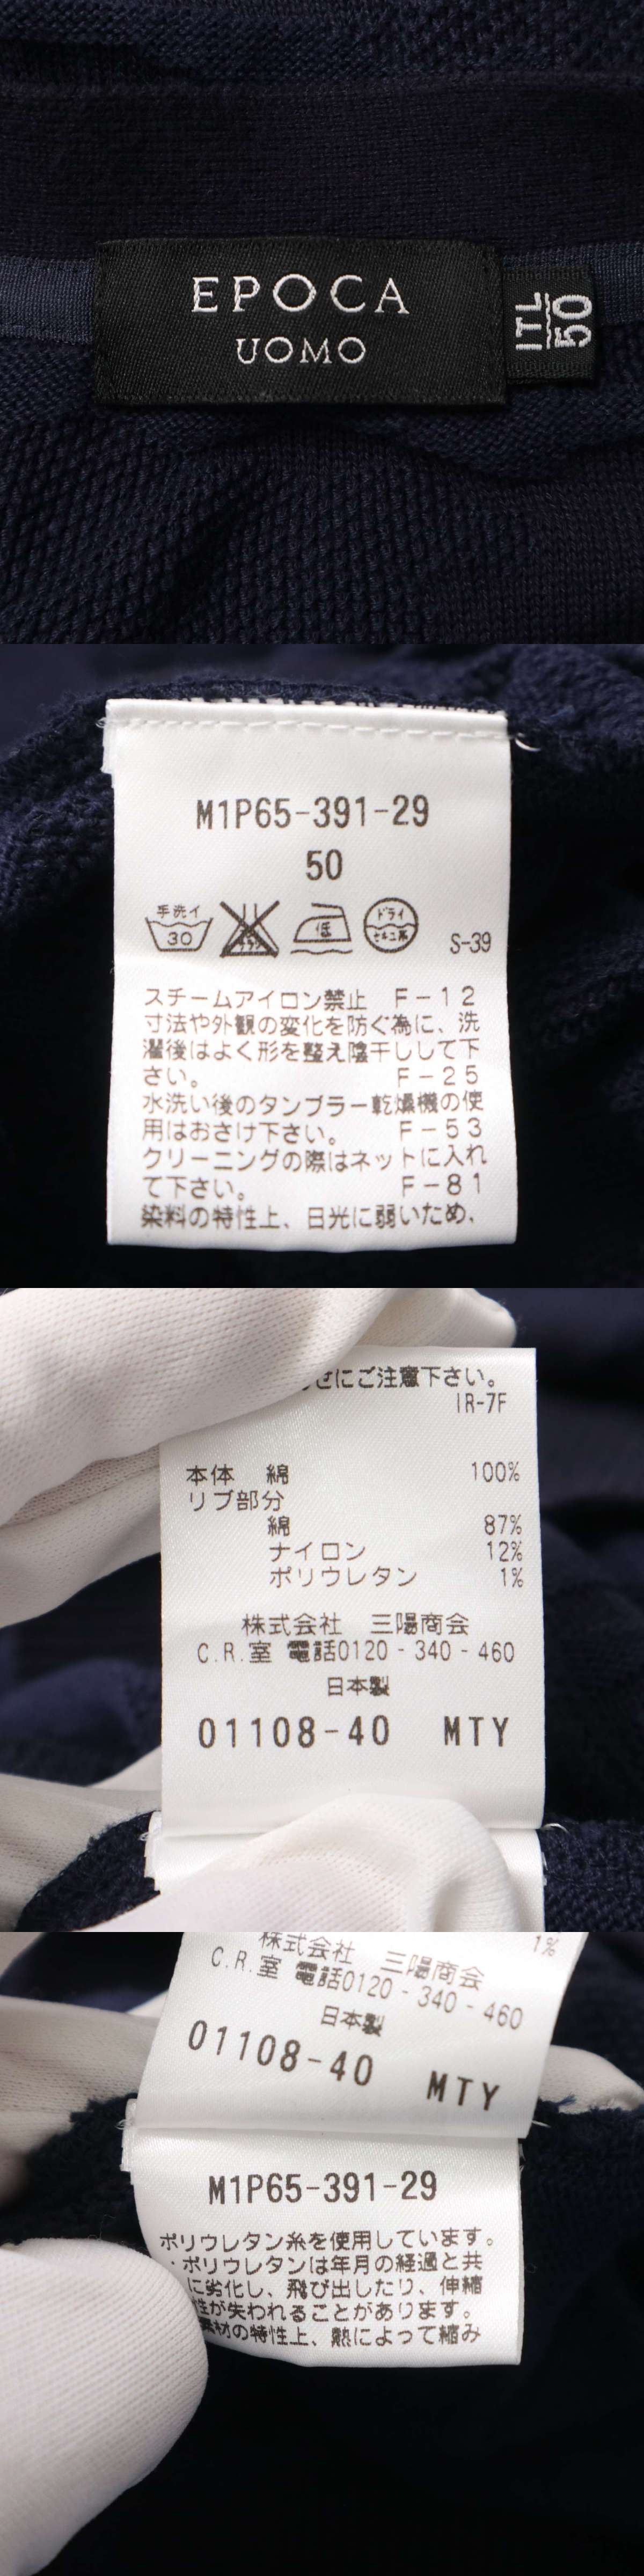 EPOCA
UOMO
ITL
50
M1P65-391-29
50
手洗イ
30
低
ドライ
セキユ系
S-39
スチームアイロン禁止 F-12
寸法や外観の変化を防ぐ為に、洗
濯後はよく形を整え陰干しして下
さい。 F-25
水洗い後のタンブラー乾燥機の使
用はおさけ下さい。 F-53
クリーニングの際はネットに入れ
て下さい。 F-81
染料の特性上、日光に弱いため、
にご注意下さい。
IR-7F
本体 綿 100%
リブ部分
綿 87%
ナイロン 12%
ポリウレタン 1%
株式会社 三陽商会
C.R.室 電話0120-340-460
日本製
01108-40 MTY
1%
株式会社 三陽商会
C.R.室 電話0120-340-460
日本製
01108-40 MTY
M1P65-391-29
ポリウレタン糸を使用しています。
・ポリウレタンは年月の経過と共
に劣化し、飛び出したり、伸縮
性が失われることがあります。
素材の特性上、熱によって縮み